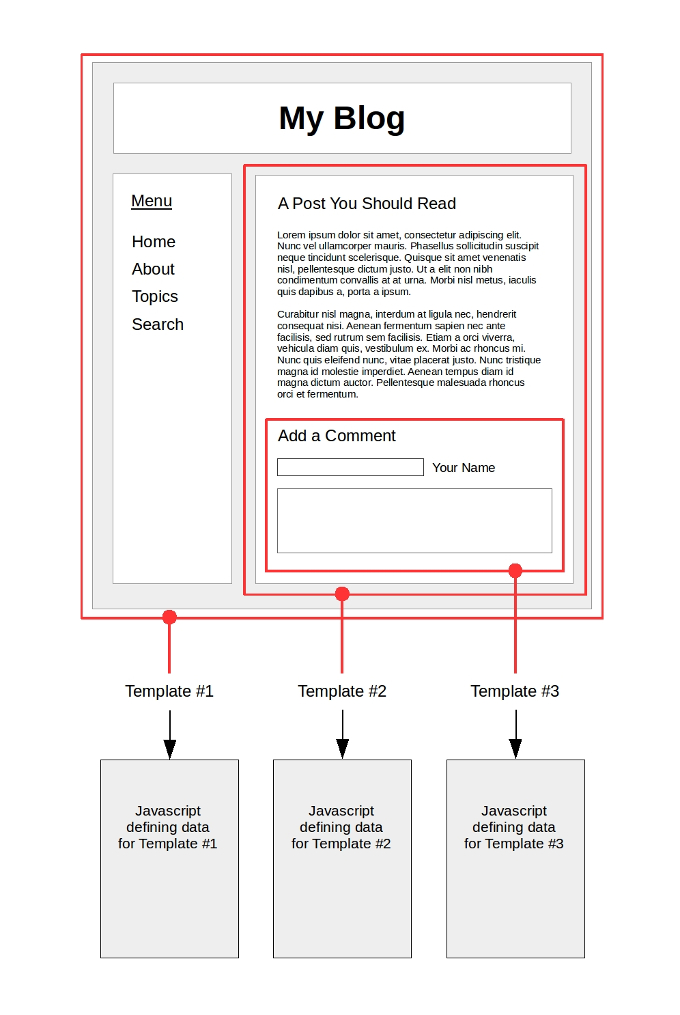 My Blog
Menu
Home
About
Topics
Search
A Post You Should Read
Lorem ipsum dolor sit amet, consectetur adipiscing elit.
Nunc vel ullamcorper mauris. Phasellus sollicitudin suscipit
neque tincidunt scelerisque. Quisque sit amet venenatis
nisl, pellentesque dictum justo. Ut a elit non nibh
condimentum convallis at at urna. Morbi nisl metus, iaculis
quis dapibus a, porta a ipsum.
Curabitur nisl magna, interdum at ligula nec, hendrerit
consequat nisi. Aenean fermentum sapien nec ante
facilisis, sed rutrum sem facilisis. Etiam a orci viverra,
vehicula diam quis, vestibulum ex. Morbi ac rhoncus mi.
Nunc quis eleifend nunc, vitae placerat justo. Nunc tristique
magna id molestie imperdiet. Aenean tempus diam id
magna dictum auctor. Pellentesque malesuada rhoncus
orci et fermentum.
Add a Comment
Your Name
Template #1
Template #2
Template #3
Javascript
defining data
for Template #1
Javascript
defining data
for Template #2
Javascript
defining data
for Template #3